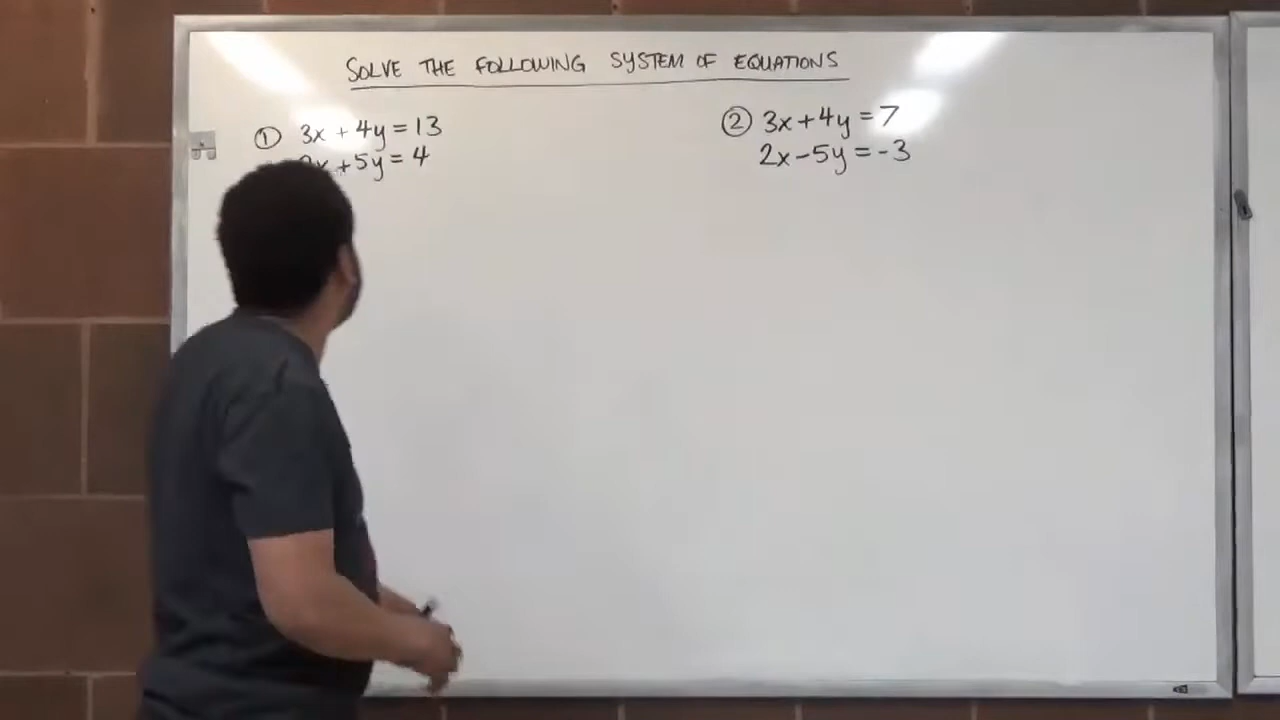 SOLVE THE FOLLOWING SYSTEM OF EQUATIONS
① 3x + 4y = 13
x + 5y = 4
② 3x + 4y = 7
2x - 5y = -3